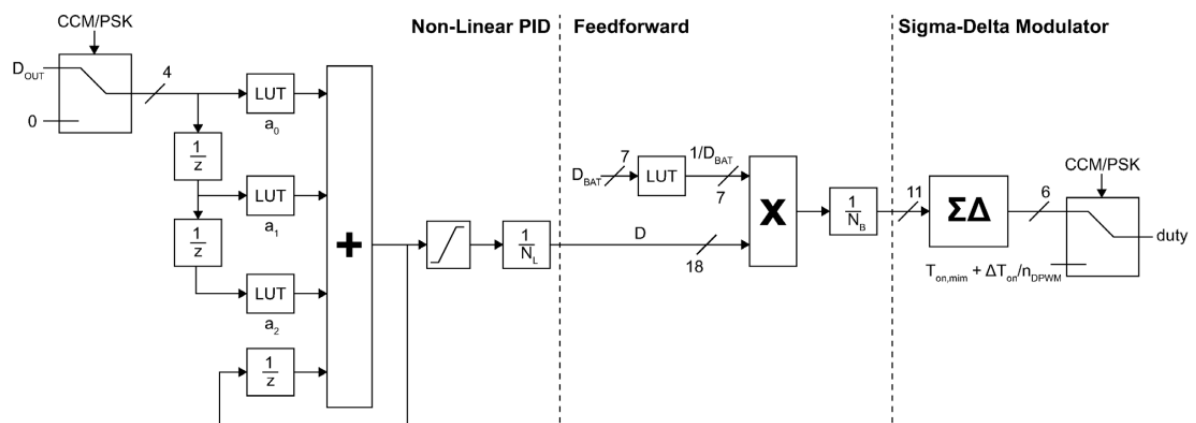 CCM/PSK
Non-Linear PID
Feedforward
Sigma-Delta Modulator
D_OUT
4
0
LUT
a_0
1/z
LUT
a_1
1/z
LUT
a_2
1/z
+
1/N_L
D
18
D_BAT
7
LUT
1/D_BAT
7
X
1/N_B
11
ΣΔ
6
CCM/PSK
duty
T_on,mim + ΔT_on/n_DPWM